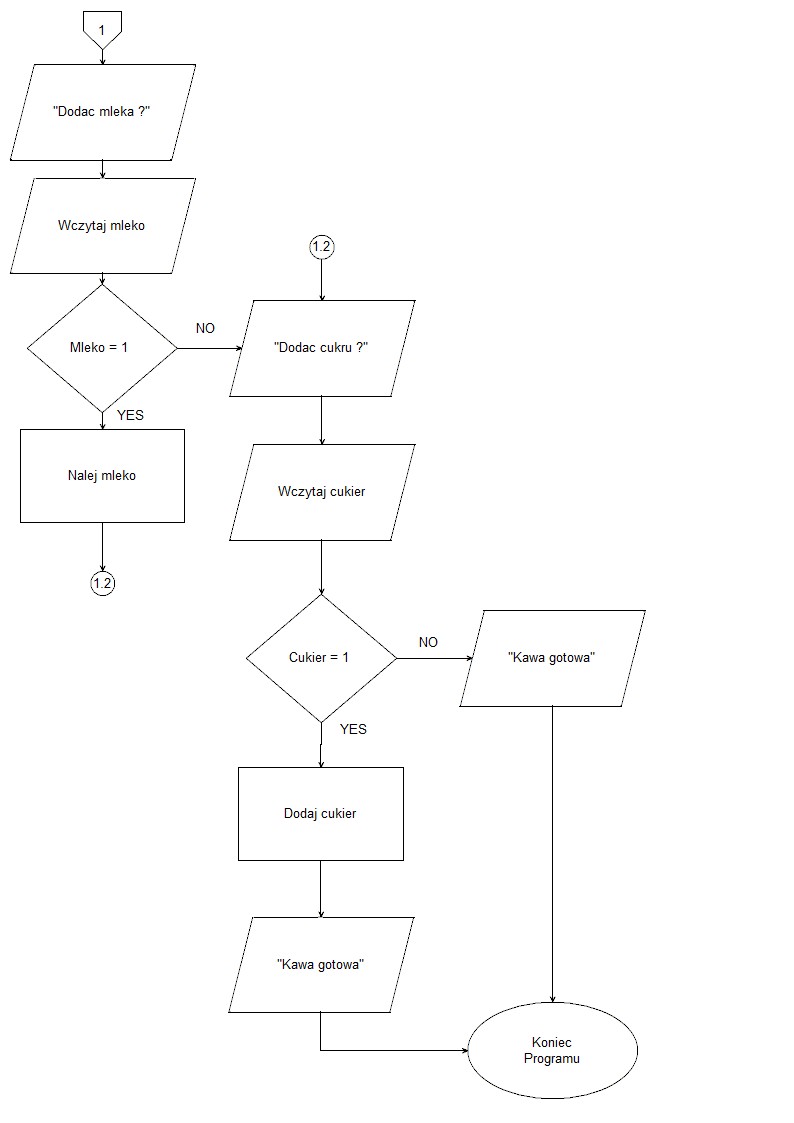 1
"Dodac mleka ?"
Wczytaj mleko
Mleko = 1
NO
YES
Nalej mleko
1.2
1.2
"Dodac cukru ?"
Wczytaj cukier
Cukier = 1
NO
"Kawa gotowa"
YES
Dodaj cukier
"Kawa gotowa"
Koniec
Programu